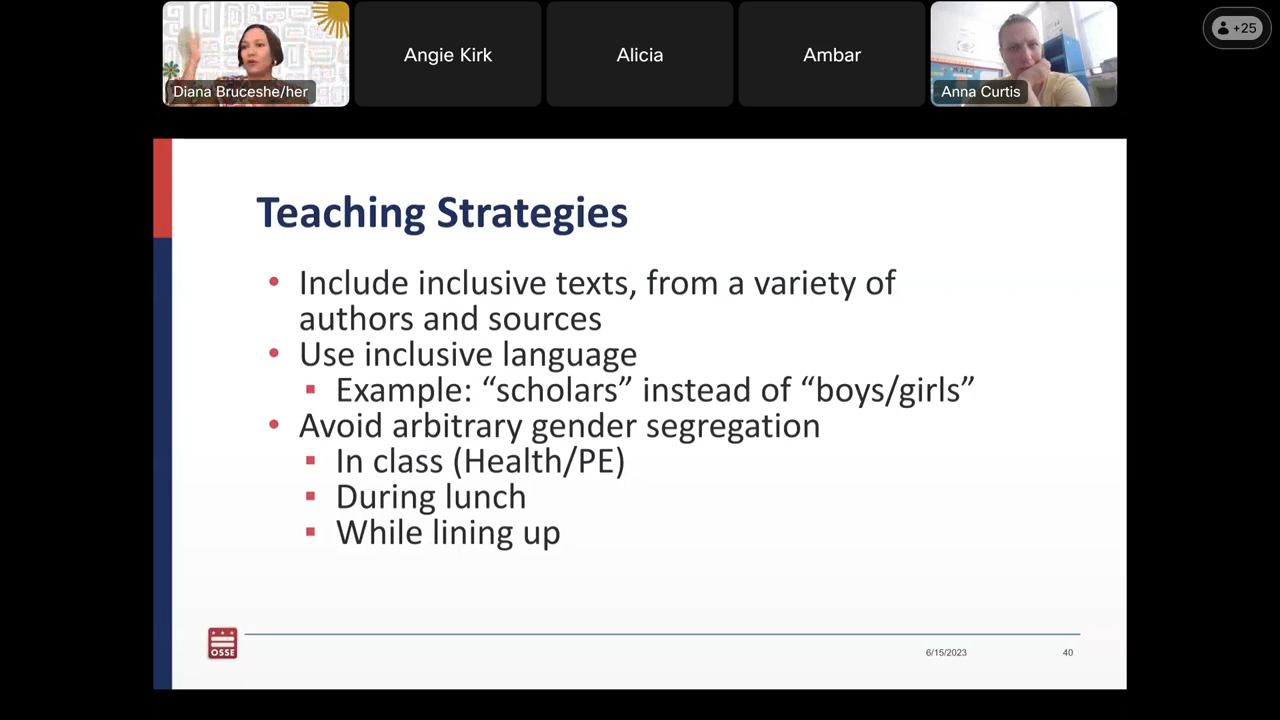 Diana Bruceshe/her
Angie Kirk
Alicia
Ambar
Anna Curtis
+25
Teaching Strategies
• Include inclusive texts, from a variety of
authors and sources
• Use inclusive language
▪ Example: “scholars” instead of “boys/girls”
• Avoid arbitrary gender segregation
▪ In class (Health/PE)
▪ During lunch
▪ While lining up
OSSE
6/15/2023
40